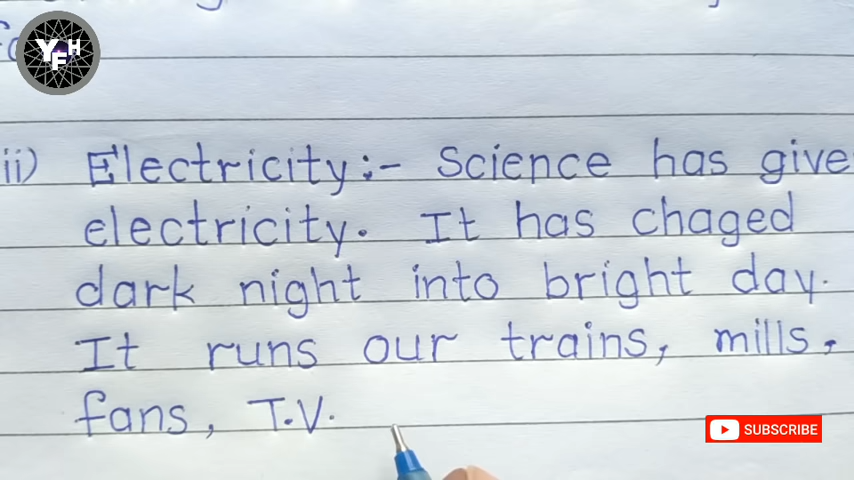 YFH
ii) Electricity :- Science has give
electricity. It has chaged
dark night into bright day.
It runs our trains, mills,
fans, T.V.
SUBSCRIBE